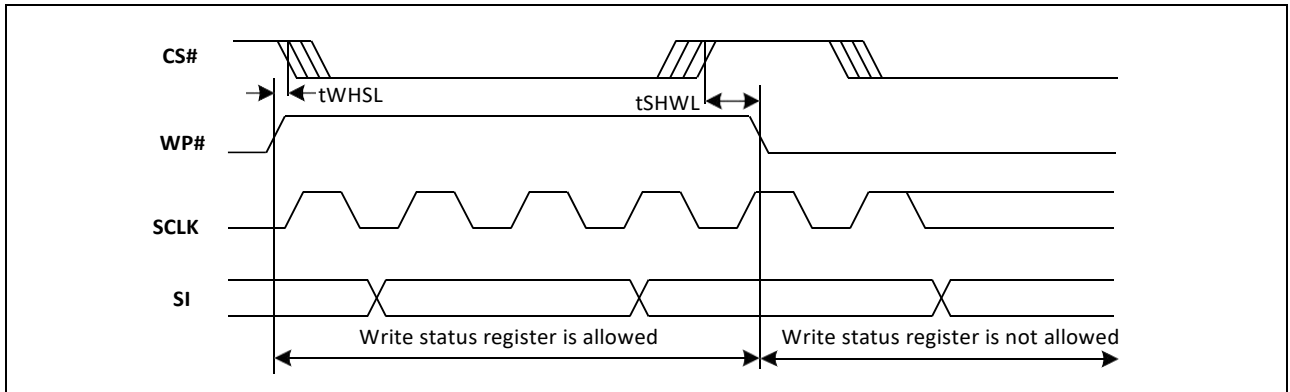 CS#
tWHSL
tSHWL
WP#
SCLK
SI
Write status register is allowed
Write status register is not allowed